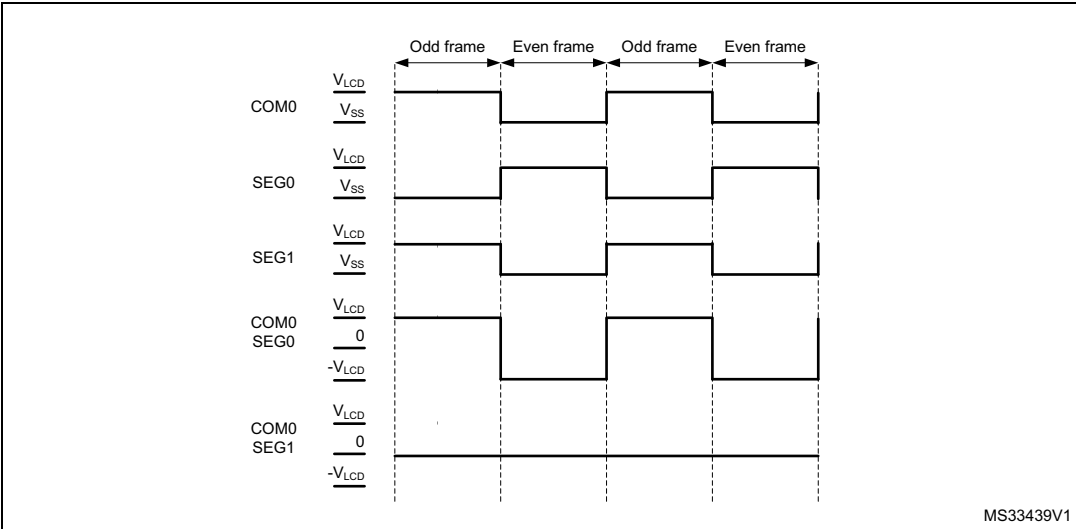 Odd frame Even frame Odd frame Even frame
VLCD
COM0
VSS
VLCD
SEG0
VSS
VLCD
SEG1
VSS
VLCD
COM0
SEG0
0
-VLCD
VLCD
COM0
SEG1
0
-VLCD
MS33439V1